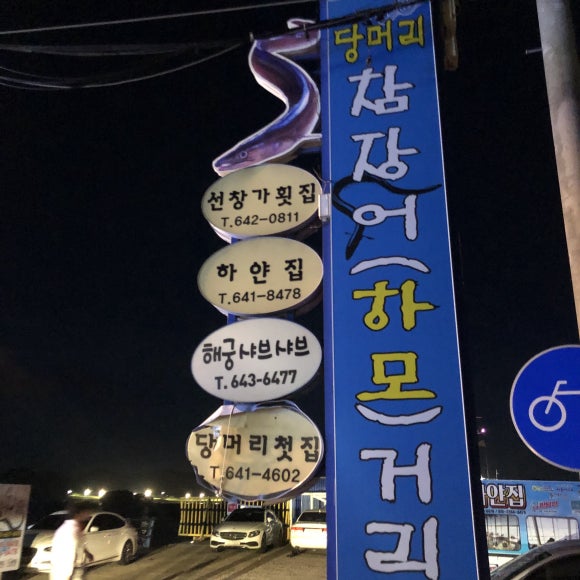 당머리
참장어(하모)거리
선창가횟집
T.642-0811
하얀집
T.641-8478
해궁샤브샤브
T.643-6477
당머리첫집
T.641-4602